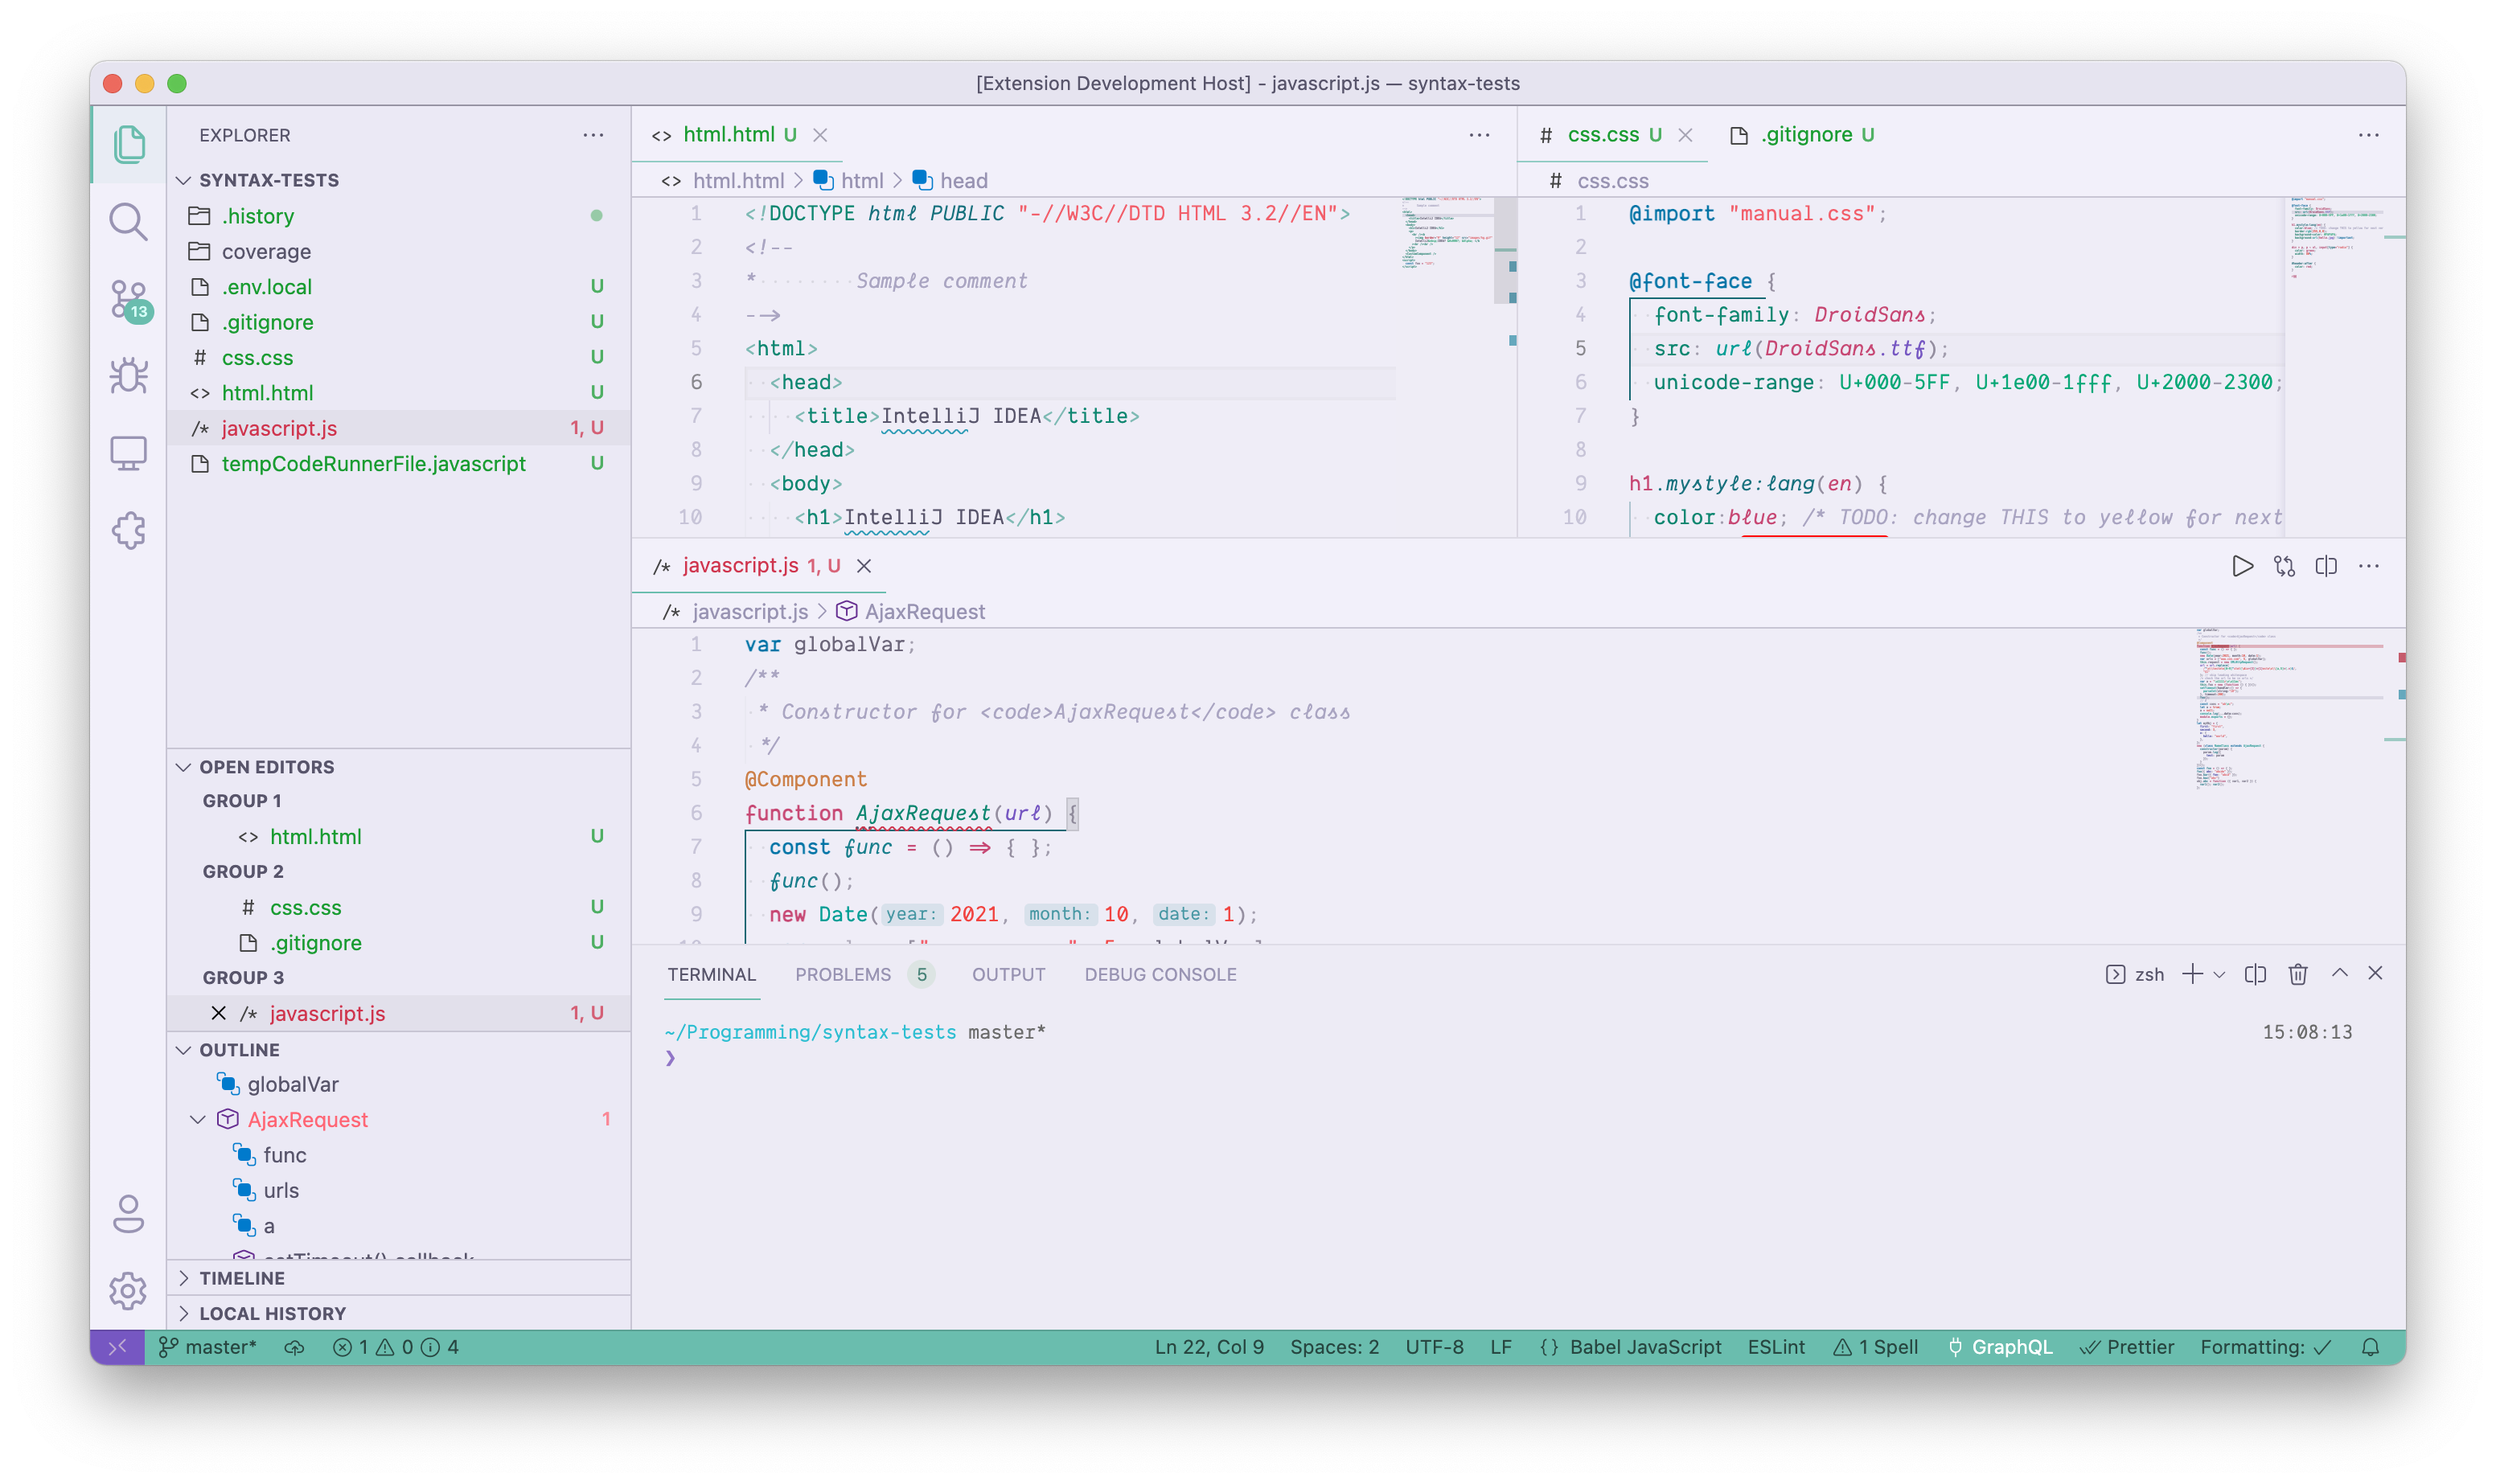 [Extension Development Host] - javascript.js — syntax-tests
EXPLORER
SYNTAX-TESTS
.history
coverage
.env.local U
.gitignore U
# css.css U
<> html.html U
/* javascript.js 1, U
tempCodeRunnerFile.javascript U
13
OPEN EDITORS
GROUP 1
<> html.html U
GROUP 2
# css.css U
.gitignore U
GROUP 3
/* javascript.js 1, U
OUTLINE
globalVar
AjaxRequest 1
func
urls
a
setTimeout() callback
TIMELINE
LOCAL HISTORY
<> html.html U
<> html.html > html > head
1 <!DOCTYPE html PUBLIC "-//W3C//DTD HTML 3.2//EN">
2 <!--
3 * Sample comment
4 -->
5 <html>
6 <head>
7 <title>IntelliJ IDEA</title>
8 </head>
9 <body>
10 <h1>IntelliJ IDEA</h1>
# css.css U .gitignore U
# css.css
1 @import "manual.css";
2
3 @font-face {
4 font-family: DroidSans;
5 src: url(DroidSans.ttf);
6 unicode-range: U+000-5FF, U+1e00-1fff, U+2000-2300;
7 }
8
9 h1.mystyle:lang(en) {
10 color:blue; /* TODO: change THIS to yellow for next
/* javascript.js 1, U
/* javascript.js > AjaxRequest
1 var globalVar;
2 /**
3 * Constructor for <code>AjaxRequest</code> class
4 */
5 @Component
6 function AjaxRequest(url) {
7 const func = () => { };
8 func();
9 new Date(year: 2021, month: 10, date: 1);
TERMINAL PROBLEMS 5 OUTPUT DEBUG CONSOLE
zsh
~/Programming/syntax-tests master* 15:08:13
❯
master* 1 0 4
Ln 22, Col 9 Spaces: 2 UTF-8 LF {} Babel JavaScript ESLint 1 Spell GraphQL Prettier Formatting: ✓